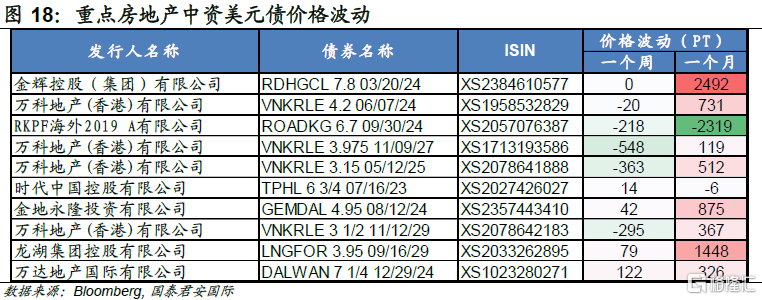 图 18：重点房地产中资美元债价格波动
发行人名称 债券名称 ISIN 价格波动（PT）
一个周 一个月
金辉控股（集团）有限公司 RDHGCL 7.8 03/20/24 XS2384610577 0 2492
万科地产(香港)有限公司 VNKRLE 4.2 06/07/24 XS1958532829 -20 731
RKPF海外2019 A有限公司 ROADKG 6.7 09/30/24 XS2057076387 -218 -2319
万科地产(香港)有限公司 VNKRLE 3.975 11/09/27 XS1713193586 -548 119
万科地产(香港)有限公司 VNKRLE 3.15 05/12/25 XS2078641888 -363 512
时代中国控股有限公司 TPHL 6 3/4 07/16/23 XS2027426027 14 -6
金地永隆投资有限公司 GEMDAL 4.95 08/12/24 XS2357443410 42 875
万科地产(香港)有限公司 VNKRLE 3 1/2 11/12/29 XS2078642183 -295 367
龙湖集团控股有限公司 LNGFOR 3.95 09/16/29 XS2033262895 79 1448
万达地产国际有限公司 DALWAN 7 1/4 12/29/24 XS1023280271 122 326
数据来源：Bloomberg, 国泰君安国际
格隆汇